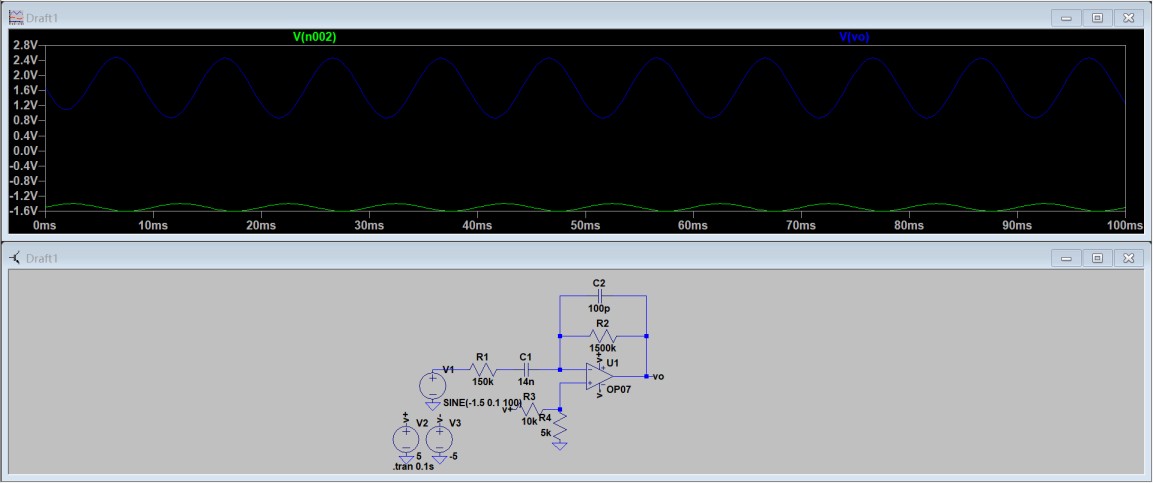 Draft1
V(n002) V(vo)
2.8V
2.4V
2.0V
1.6V
1.2V
0.8V
0.4V
0.0V
-0.4V
-0.8V
-1.2V
-1.6V
0ms 10ms 20ms 30ms 40ms 50ms 60ms 70ms 80ms 90ms 100ms
Draft1
C2
100p
R2
1500k
v+
U1
R1 C1
V1
150k 14n
vo
OP07
v-
SINE(-1.5 0.1 100)
R3
v+
10k
R4
5k
v+ v-
V2 V3
5 -5
.tran 0.1s